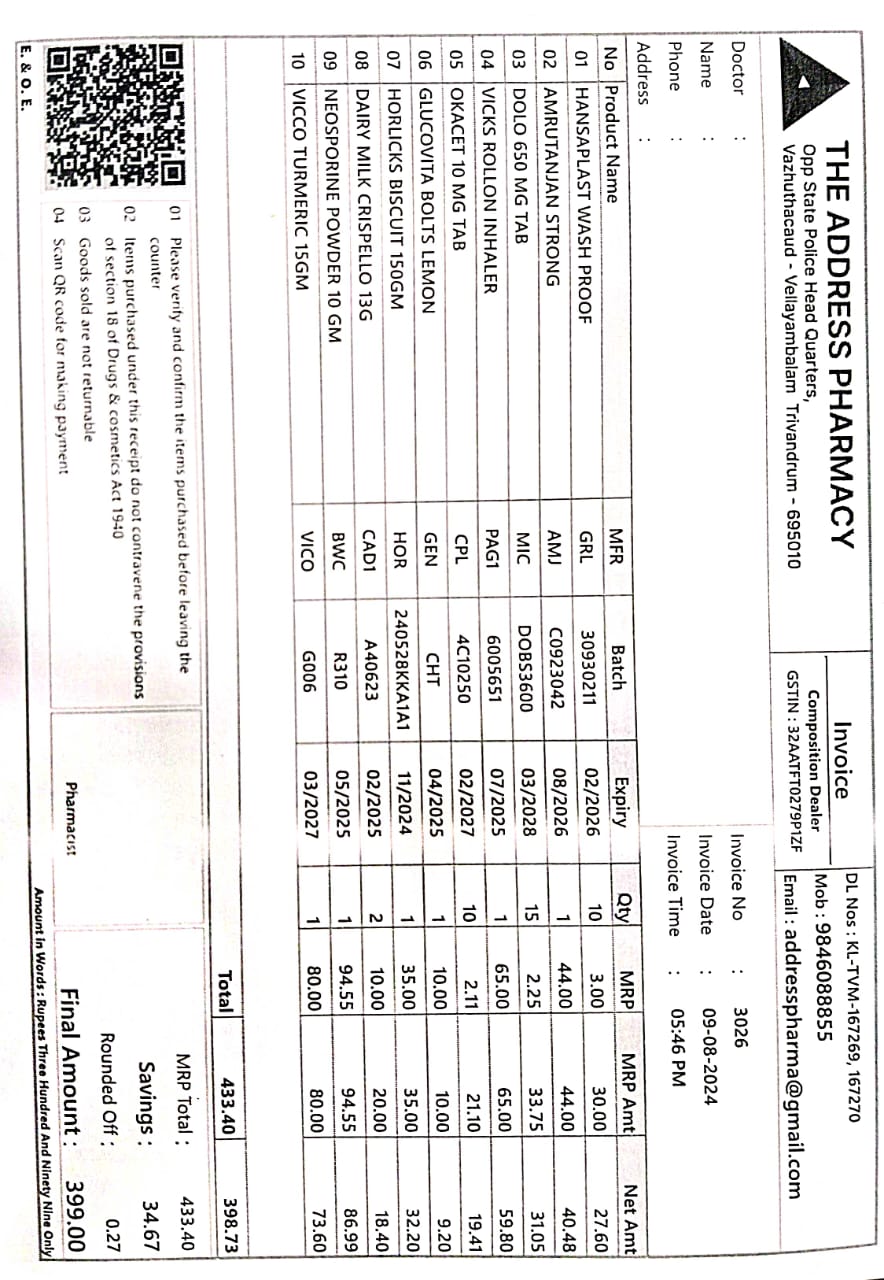 THE ADDRESS PHARMACY
Opp State Police Head Quarters,
Vazhuthacaud - Vellayambalam Trivandrum - 695010
Invoice
Composition Dealer
GSTIN : 32AATFT0279P1ZF
DL Nos : KL-TVM-167269, 167270
Mob : 9846088855
Email : addresspharma@gmail.com
Doctor :
Name :
Phone :
Address :
Invoice No : 3026
Invoice Date : 09-08-2024
Invoice Time : 05:46 PM
No Product Name MFR Batch Expiry Qty MRP MRP Amt Net Amt
01 HANSAPLAST WASH PROOF GRL 30930211 02/2026 10 3.00 30.00 27.60
02 AMRUTANJAN STRONG AMJ C0923042 08/2026 1 44.00 44.00 40.48
03 DOLO 650 MG TAB MIC DOBS3600 03/2028 15 2.25 33.75 31.05
04 VICKS ROLLON INHALER PAG1 6005651 07/2025 1 65.00 65.00 59.80
05 OKACET 10 MG TAB CPL 4C10250 02/2027 10 2.11 21.10 19.41
06 GLUCOVITA BOLTS LEMON GEN CHT 04/2025 1 10.00 10.00 9.20
07 HORLICKS BISCUIT 150GM HOR 240528KKA1A1 11/2024 1 35.00 35.00 32.20
08 DAIRY MILK CRISPELLO 13G CAD1 A40623 02/2025 2 10.00 20.00 18.40
09 NEOSPORINE POWDER 10 GM BWC R310 05/2025 1 94.55 94.55 86.99
10 VICCO TURMERIC 15GM VICO G006 03/2027 1 80.00 80.00 73.60
Total 433.40 398.73
01 Please verify and confirm the items purchased before leaving the
counter
02 Items purchased under this receipt do not contravene the provisions
of section 18 of Drugs & cosmetics Act 1940
03 Goods sold are not returnable
04 Scan QR code for making payment
Pharmacist
MRP Total : 433.40
Savings : 34.67
Rounded Off : 0.27
Final Amount : 399.00
E. & O. E.
Amount in Words : Rupees Three Hundred And Ninety Nine Only